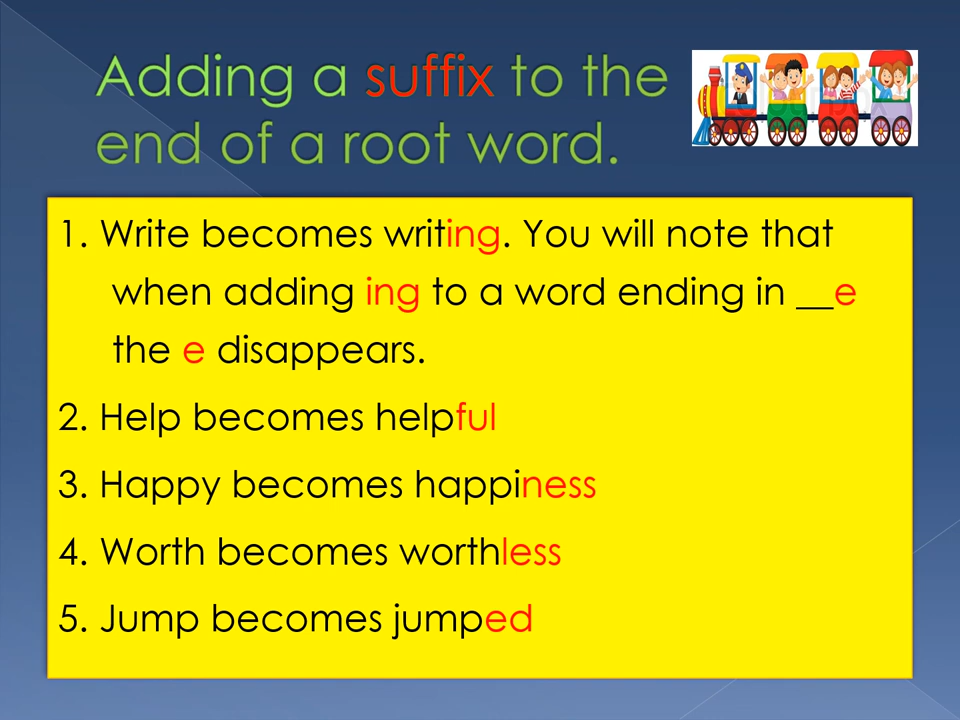 Adding a suffix to the
end of a root word.
1. Write becomes writing. You will note that
when adding ing to a word ending in __e
the e disappears.
2. Help becomes helpful
3. Happy becomes happiness
4. Worth becomes worthless
5. Jump becomes jumped